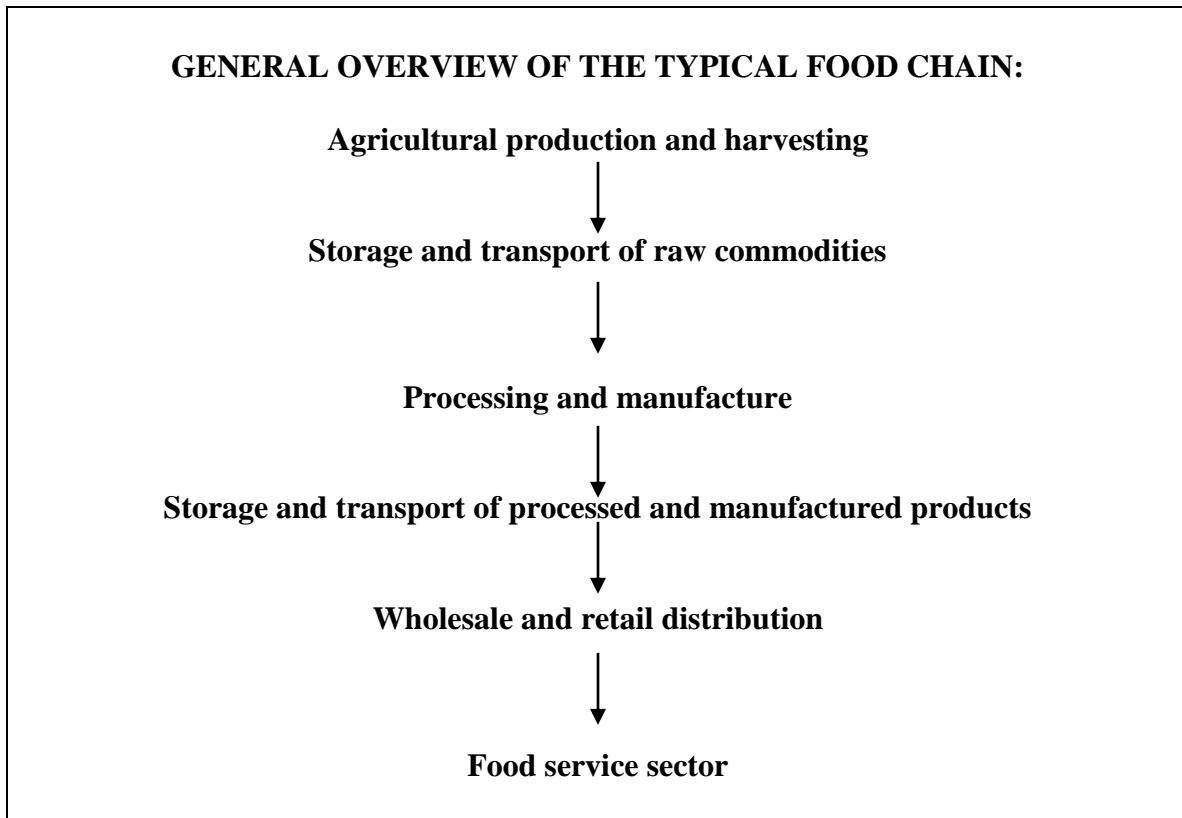 GENERAL OVERVIEW OF THE TYPICAL FOOD CHAIN:
Agricultural production and harvesting
Storage and transport of raw commodities
Processing and manufacture
Storage and transport of processed and manufactured products
Wholesale and retail distribution
Food service sector